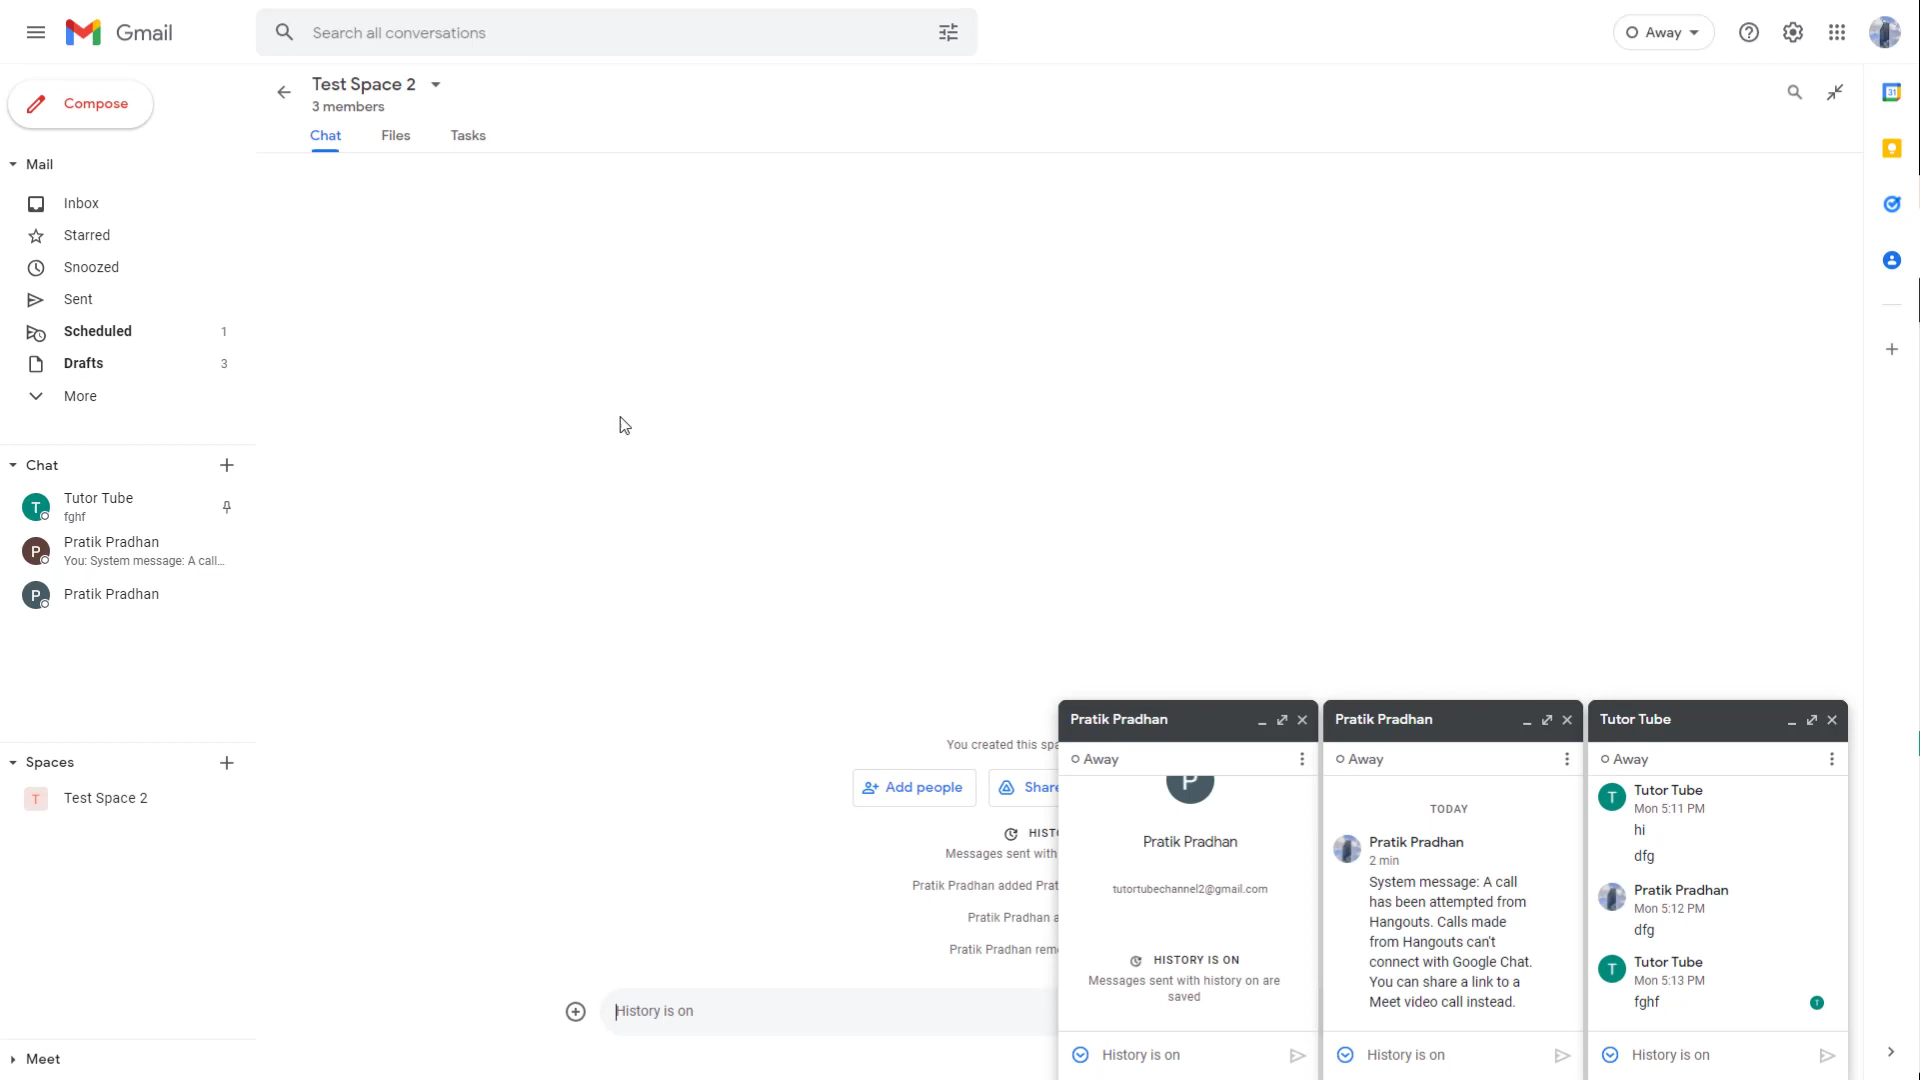 Gmail
Search all conversations
Away
Compose
Mail
Inbox
Starred
Snoozed
Sent
Scheduled 1
Drafts 3
More
Chat
Tutor Tube
fghf
Pratik Pradhan
You: System message: A call...
Pratik Pradhan
Spaces
T Test Space 2
Meet
Test Space 2
3 members
Chat Files Tasks
You created this spa
Add people
Share
HISTO
Messages sent with
Pratik Pradhan added Prat
Pratik Pradhan a
Pratik Pradhan rem
History is on
Pratik Pradhan
Away
P
Pratik Pradhan
tutortubechannel2@gmail.com
HISTORY IS ON
Messages sent with history on are
saved
History is on
Pratik Pradhan
Away
TODAY
Pratik Pradhan
2 min
System message: A call
has been attempted from
Hangouts. Calls made
from Hangouts can't
connect with Google Chat.
You can share a link to a
Meet video call instead.
History is on
Tutor Tube
Away
T Tutor Tube
Mon 5:11 PM
hi
dfg
Pratik Pradhan
Mon 5:12 PM
dfg
T Tutor Tube
Mon 5:13 PM
fghf
History is on
31